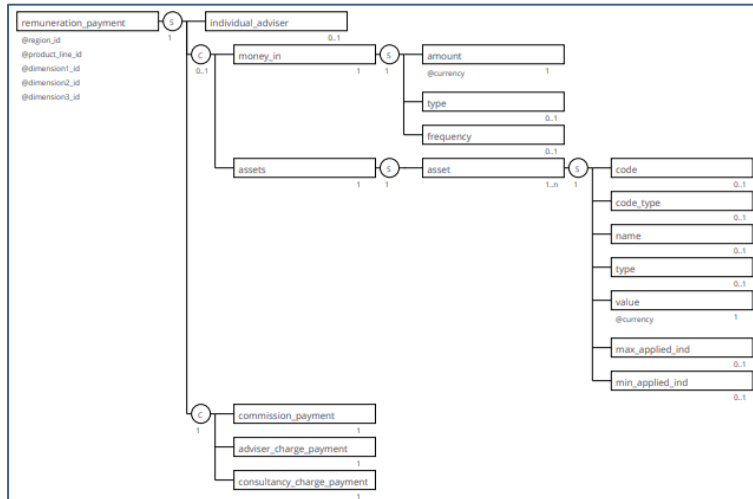 remuneration_payment S individual_adviser
@region_id 1 0..1
@product_line_id C money_in S amount
@dimension1_id 0..1 1 1 @currency 1
@dimension2_id
@dimension3_id type
0..1
frequency
0..1
assets S asset S code
1 1 1..n 1 0..1
code_type
0..1
name
0..1
type
0..1
value
@currency 1
max_applied_ind
0..1
min_applied_ind
0..1
C commission_payment
1 1
adviser_charge_payment
1
consultancy_charge_payment
1